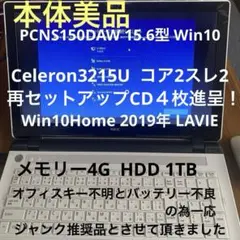 本体美品
PCNS150DAW 15.6型 Win10
Celeron3215U コア2スレ2
再セットアップCD４枚進呈！
Win10Home 2019年 LAVIE
メモリー4G HDD 1TB
オフィスキー不明とバッテリー不良
の為一応
ジャンク推奨品とさせて頂きました